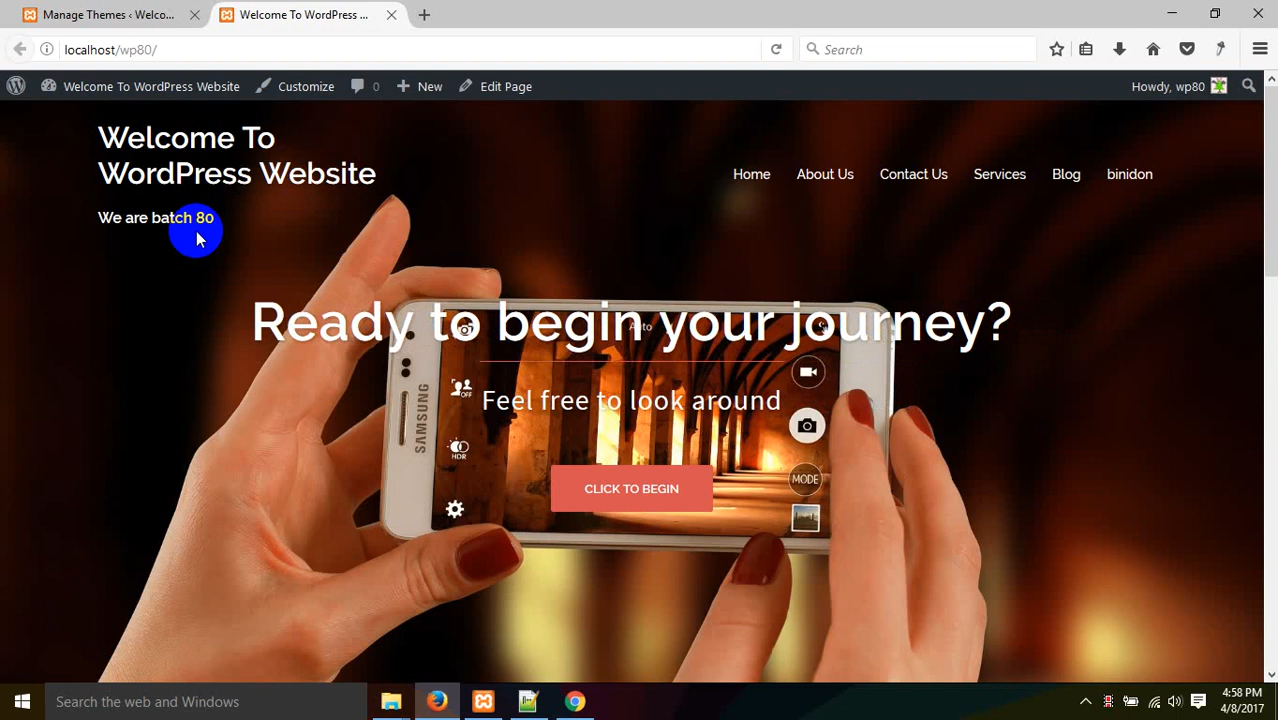 Manage Themes ‹ Welco...
Welcome To WordPress ...
localhost/wp80/
Search
Welcome To WordPress Website
Customize
0
New
Edit Page
Howdy, wp80
Welcome To
WordPress Website
We are batch 80
Home
About Us
Contact Us
Services
Blog
binidon
Ready to begin your journey?
Auto
Feel free to look around
CLICK TO BEGIN
SAMSUNG
OFF
HDR
MODE
Search the web and Windows
4:58 PM
4/8/2017